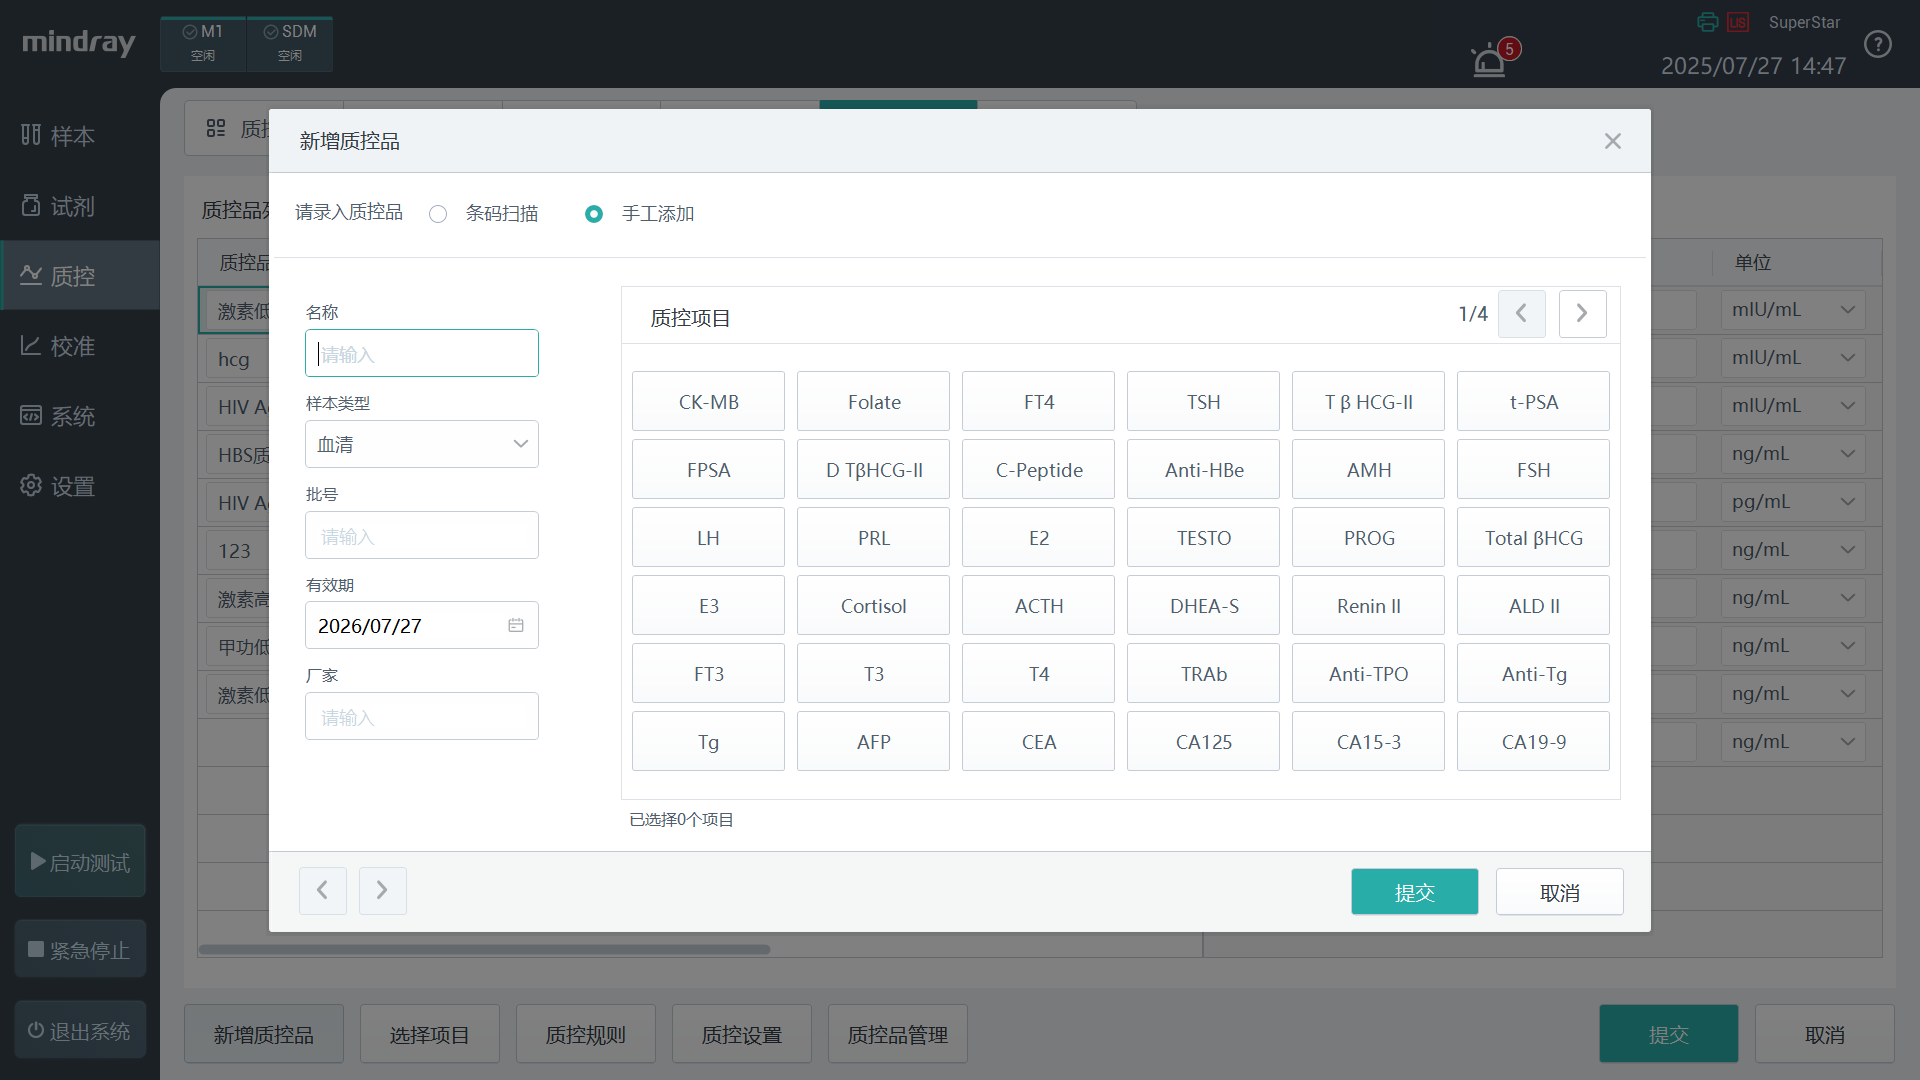 mindray
M1
空闲
SDM
空闲
5
LIS
SuperStar
2025/07/27 14:47
样本
试剂
质控
校准
系统
设置
启动测试
紧急停止
退出系统
新增质控品
请录入质控品
条码扫描
手工添加
名称
请输入
样本类型
血清
批号
请输入
有效期
2026/07/27
厂家
请输入
质控项目
1/4
CK-MB
Folate
FT4
TSH
T β HCG-II
t-PSA
FPSA
D TβHCG-II
C-Peptide
Anti-HBe
AMH
FSH
LH
PRL
E2
TESTO
PROG
Total βHCG
E3
Cortisol
ACTH
DHEA-S
Renin II
ALD II
FT3
T3
T4
TRAb
Anti-TPO
Anti-Tg
Tg
AFP
CEA
CA125
CA15-3
CA19-9
已选择0个项目
提交
取消
质控品
激素低
hcg
HIV
HBS质
HIV
123
激素高
甲功低
激素低
单位
mIU/mL
mIU/mL
mIU/mL
ng/mL
pg/mL
ng/mL
ng/mL
ng/mL
ng/mL
ng/mL
新增质控品
选择项目
质控规则
质控设置
质控品管理
提交
取消